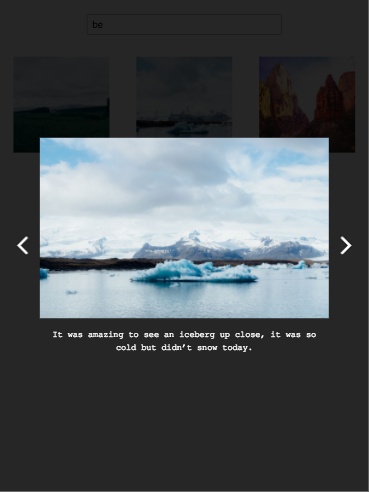 be
It was amazing to see an iceberg up close, it was so
cold but didn’t snow today.